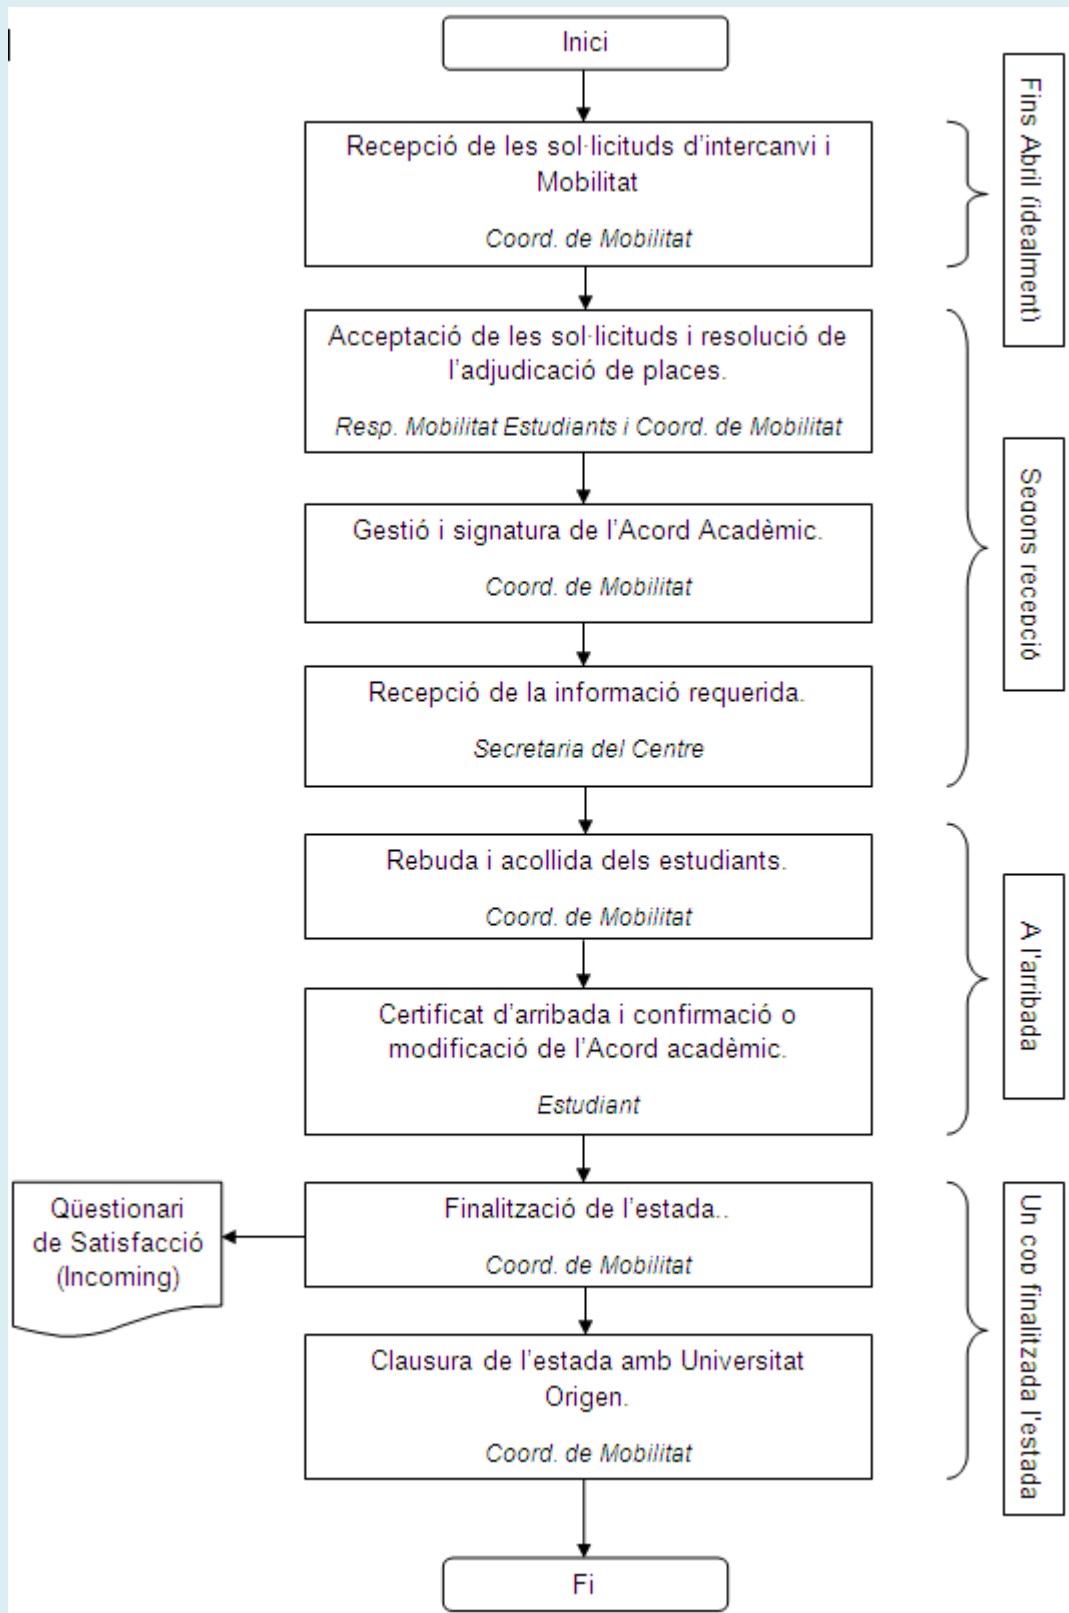 Inici
Recepció de les sol·licituds d'intercanvi i
Mobilitat
Coord. de Mobilitat
Fins Abril (idealment)
Acceptació de les sol·licituds i resolució de
l'adjudicació de places.
Resp. Mobilitat Estudiants i Coord. de Mobilitat
Gestió i signatura de l'Acord Acadèmic.
Coord. de Mobilitat
Recepció de la informació requerida.
Secretaria del Centre
Segons recepció
Rebuda i acollida dels estudiants.
Coord. de Mobilitat
Certificat d'arribada i confirmació o
modificació de l'Acord acadèmic.
Estudiant
A l'arribada
Finalització de l'estada..
Coord. de Mobilitat
Qüestionari
de Satisfacció
(Incoming)
Clausura de l'estada amb Universitat
Origen.
Coord. de Mobilitat
Un cop finalitzada l'estada
Fi